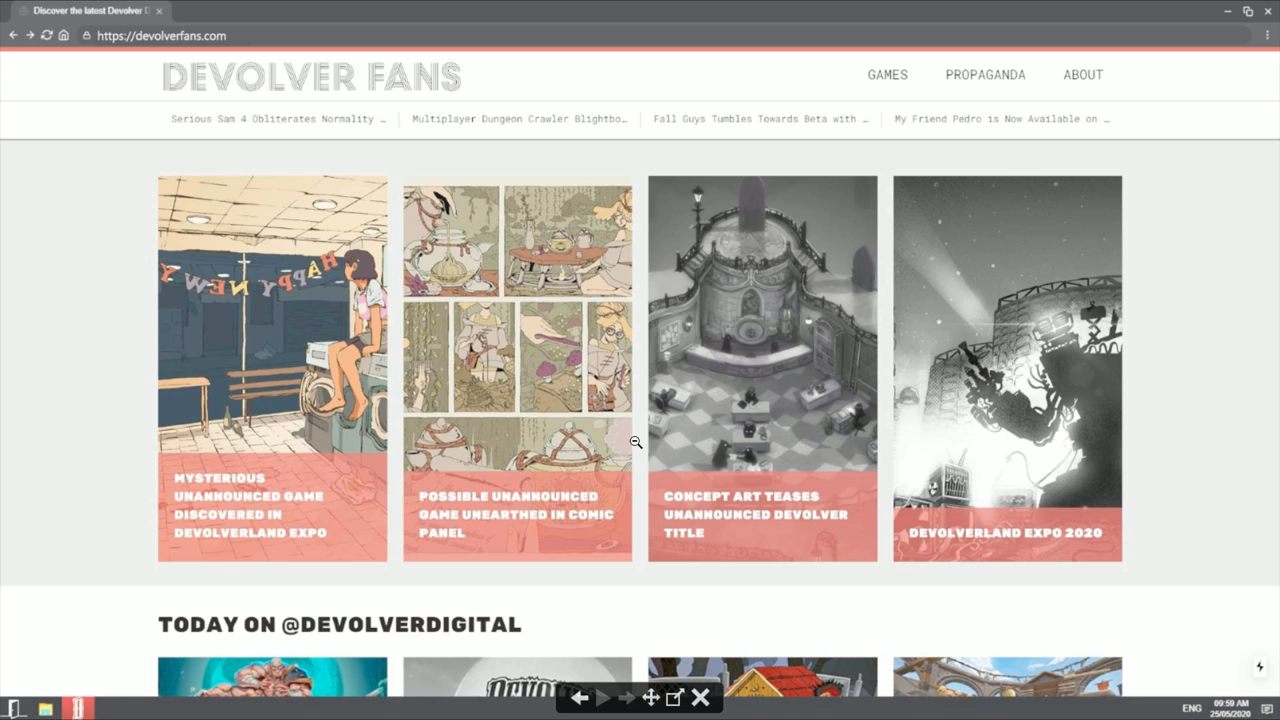 Discover the latest Devolver D
https://devolverfans.com
DEVOLVER FANS
GAMES
PROPAGANDA
ABOUT
Serious Sam 4 Obliterates Normality …
Multiplayer Dungeon Crawler Blightbo…
Fall Guys Tumbles Towards Beta with …
My Friend Pedro is Now Available on …
HAPPY NEW Y
MYSTERIOUS
UNANNOUNCED GAME
DISCOVERED IN
DEVOLVERLAND EXPO
POSSIBLE UNANNOUNCED
GAME UNEARTHED IN COMIC
PANEL
CONCEPT ART TEASES
UNANNOUNCED DEVOLVER
TITLE
DEVOLVERLAND EXPO 2020
TODAY ON @DEVOLVERDIGITAL
ENG
09:59 AM
25/05/2020